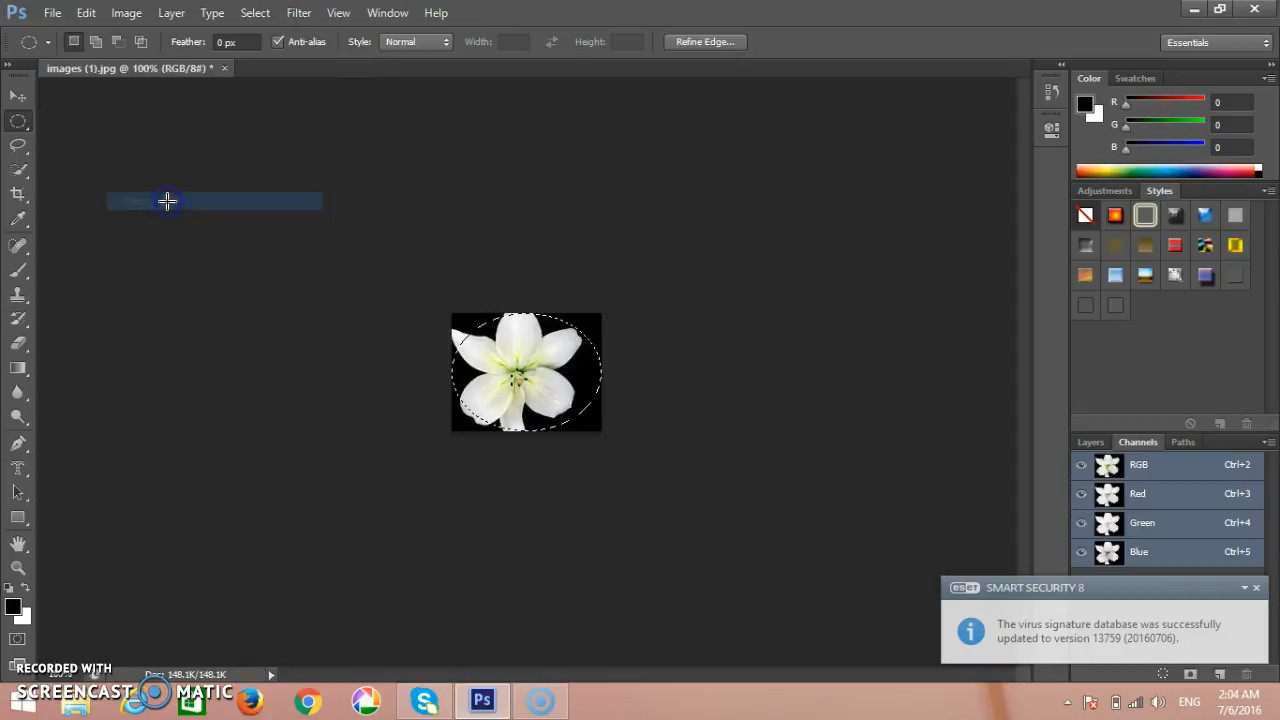 Ps File Edit Image Layer Type Select Filter 3D View Window Help
Feather: 0 px Anti-alias Style: Normal Width: Height: Refine Edge... Essentials
images (1).jpg @ 100% (RGB/8#) * ×
Color Swatches
R 0
G 0
B 0
Adjustments Styles
Layers Channels Paths
RGB Ctrl+2
Red Ctrl+3
Green Ctrl+4
Blue Ctrl+5
eset SMART SECURITY 8
The virus signature database was successfully
updated to version 13759 (20160706).
Doc: 148.1K/148.1K
RECORDED WITH
SCREENCAST MATIC
Ps
ENG
2:04 AM
7/6/2016